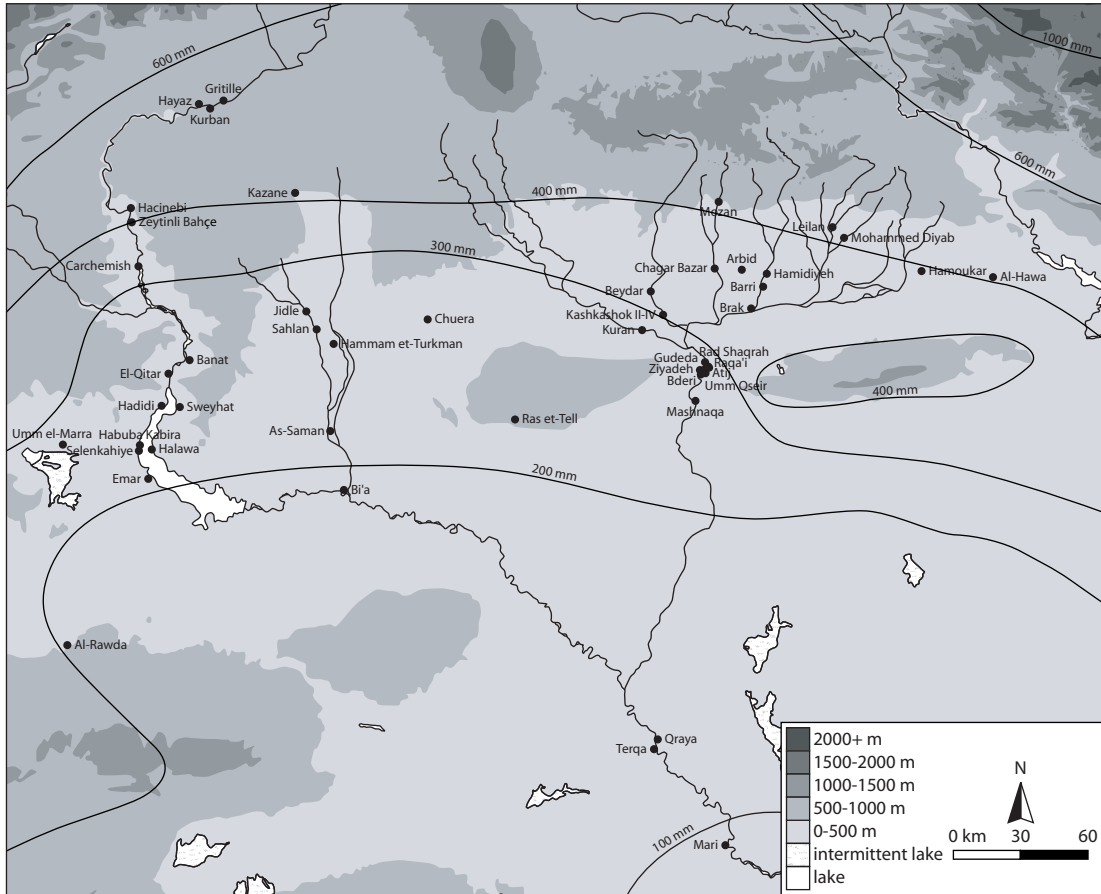 1000 mm
600 mm
600 mm
Gritille
Hayaz
Kurban
Kazane
400 mm
Hacinebi
Mozan
Zeytinli Bahçe
Leilan
Mohammed Diyab
300 mm
Carchemish
Arbid
Chagar Bazar
Hamidiyeh
Hamoukar
Al-Hawa
Barri
Beydar
Brak
Jidle
Kashkashok II-IV
Chuera
Sahlan
Kuran
Hammam et-Turkman
Rad Shaqrah
Gudeda
Raqa'i
Banat
Ziyadeh
Atij
El-Qitar
Bderi
Umm Qseir
400 mm
Hadidi
Sweyhat
Mashnaqa
Ras et-Tell
As-Saman
Umm el-Marra
Habuba Kabira
Selenkahiye
Halawa
200 mm
Emar
Bi'a
Al-Rawda
Qraya
Terqa
100 mm
Mari
2000+ m
1500-2000 m
1000-1500 m
500-1000 m
0-500 m
intermittent lake
lake
N
0 km 30 60